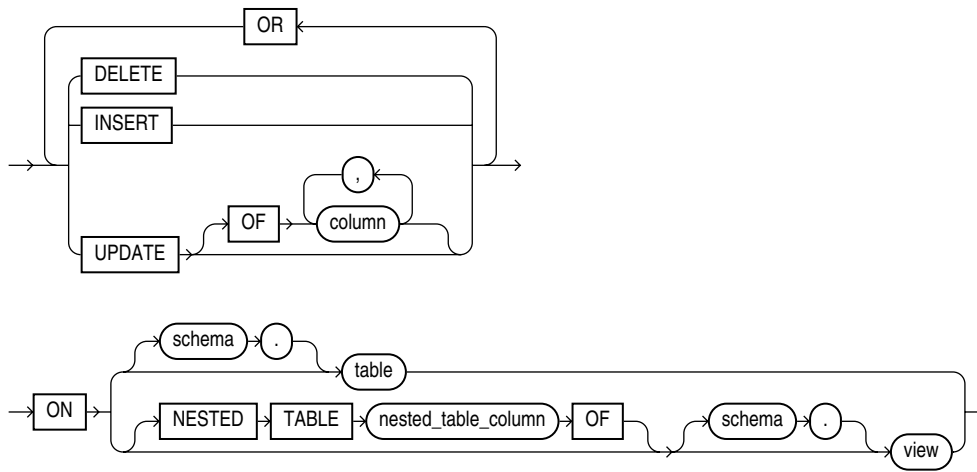 OR
DELETE
INSERT
,
OF column
UPDATE
schema .
table
ON
NESTED TABLE nested_table_column OF schema .
view